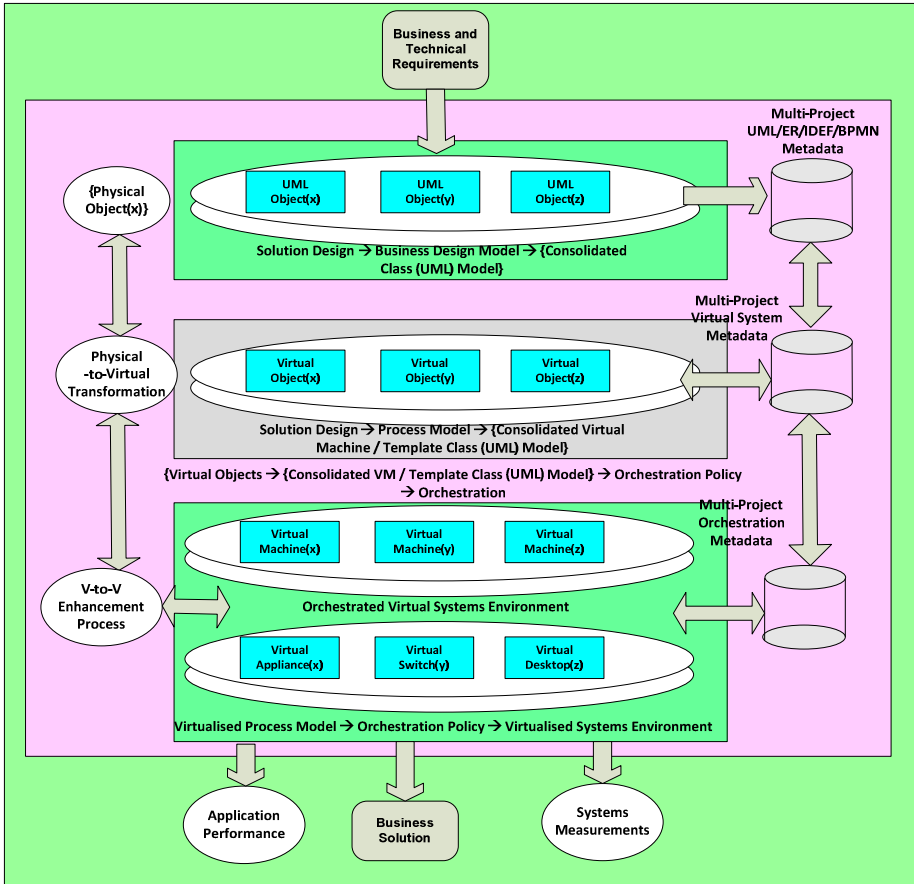 Business and
Technical
Requirements
Multi-Project
UML/ER/IDEF/BPMN
Metadata
{Physical
Object(x)}
UML
Object(x)
UML
Object(y)
UML
Object(z)
Solution Design → Business Design Model → {Consolidated
Class (UML) Model}
Multi-Project
Virtual System
Metadata
Physical
-to-Virtual
Transformation
Virtual
Object(x)
Virtual
Object(y)
Virtual
Object(z)
Solution Design → Process Model → {Consolidated Virtual
Machine / Template Class (UML) Model}
{Virtual Objects → {Consolidated VM / Template Class (UML) Model} → Orchestration Policy
→ Orchestration
Multi-Project
Orchestration
Metadata
Virtual
Machine(x)
Virtual
Machine(y)
Virtual
Machine(z)
V-to-V
Enhancement
Process
Orchestrated Virtual Systems Environment
Virtual
Appliance(x)
Virtual
Switch(y)
Virtual
Desktop(z)
Virtualised Process Model → Orchestration Policy → Virtualised Systems Environment
Application
Performance
Business
Solution
Systems
Measurements